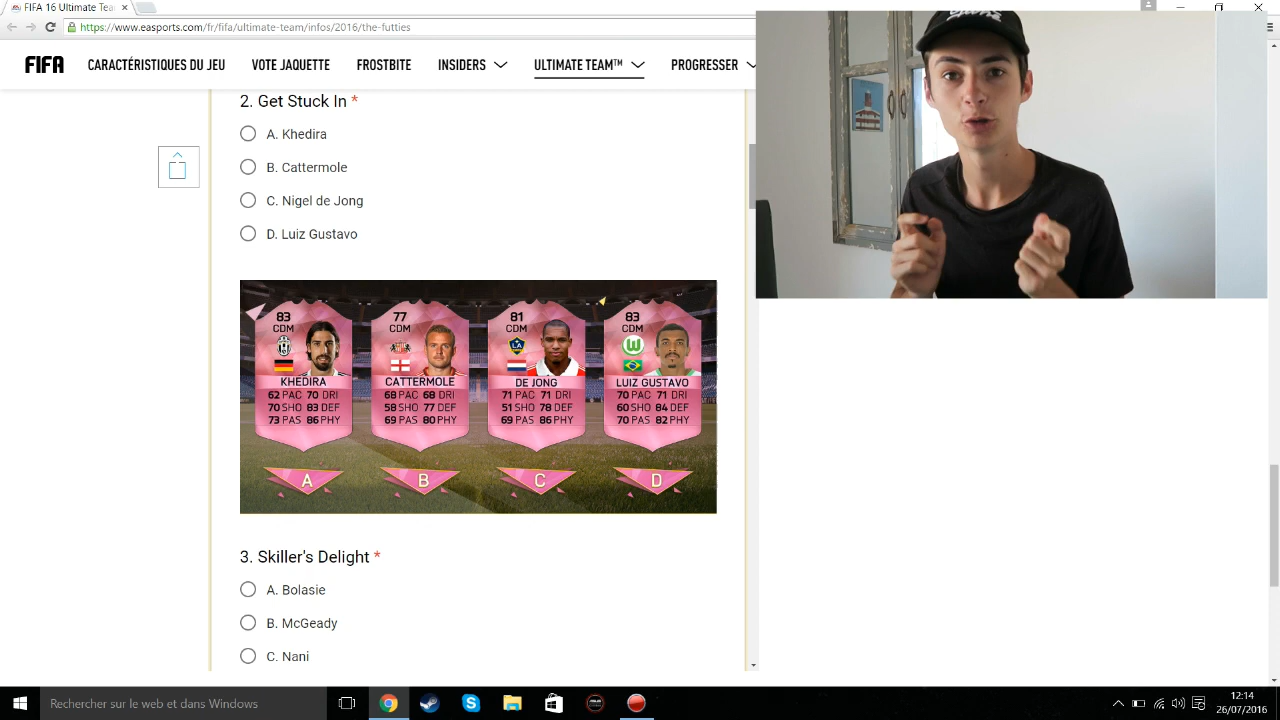 FIFA 16 Ultimate Tea
https://www.easports.com/fr/fifa/ultimate-team/infos/2016/the-futties
FIFA CARACTÉRISTIQUES DU JEU VOTE JAQUETTE FROSTBITE INSIDERS ULTIMATE TEAM™ PROGRESSER
2. Get Stuck In *
A. Khedira
B. Cattermole
C. Nigel de Jong
D. Luiz Gustavo
83
CDM
KHEDIRA
62 PAC 70 DRI
70 SHO 83 DEF
73 PAS 86 PHY
A
77
CDM
CATTERMOLE
68 PAC 68 DRI
58 SHO 77 DEF
69 PAS 80 PHY
B
81
CDM
LA
DE JONG
71 PAC 71 DRI
51 SHO 78 DEF
69 PAS 86 PHY
C
83
CDM
W
LUIZ GUSTAVO
70 PAC 71 DRI
60 SHO 84 DEF
70 PAS 82 PHY
D
3. Skiller's Delight *
A. Bolasie
B. McGeady
C. Nani
Rechercher sur le web et dans Windows
12:14
26/07/2016